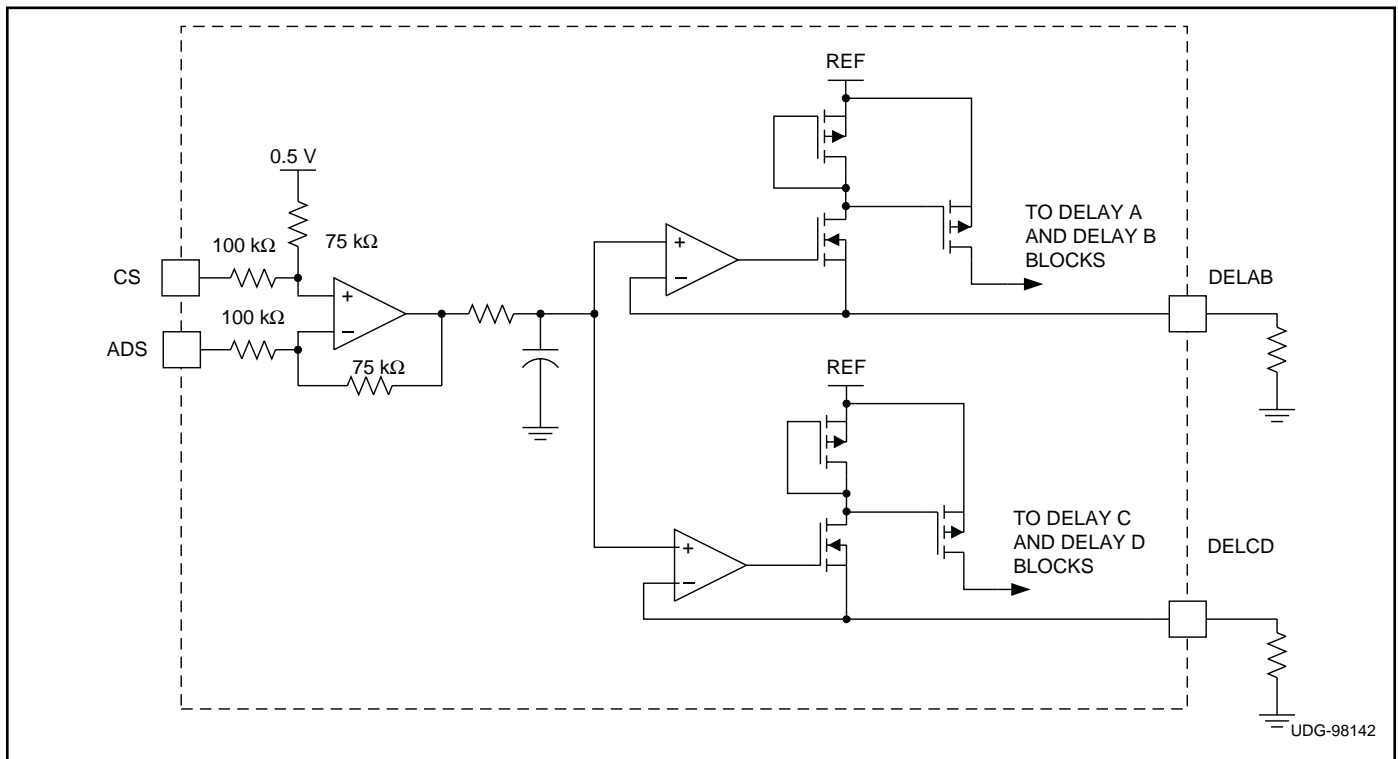 REF
0.5 V
75 kΩ
100 kΩ
CS
+
−
100 kΩ
ADS
75 kΩ
+
−
TO DELAY A
AND DELAY B
BLOCKS
DELAB
REF
+
−
TO DELAY C
AND DELAY D
BLOCKS
DELCD
UDG-98142